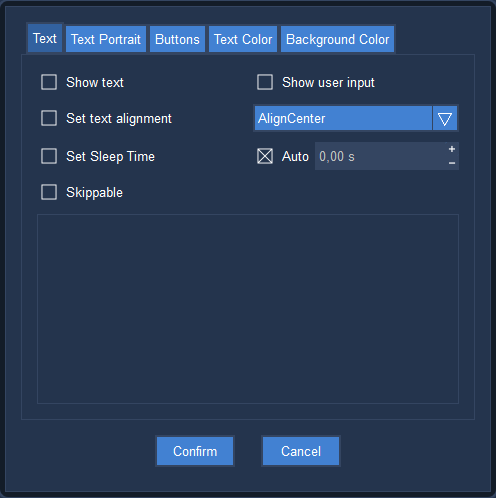 Text Text Portrait Buttons Text Color Background Color
Show text Show user input
Set text alignment AlignCenter
Set Sleep Time Auto 0,00 s + −
Skippable
Confirm Cancel